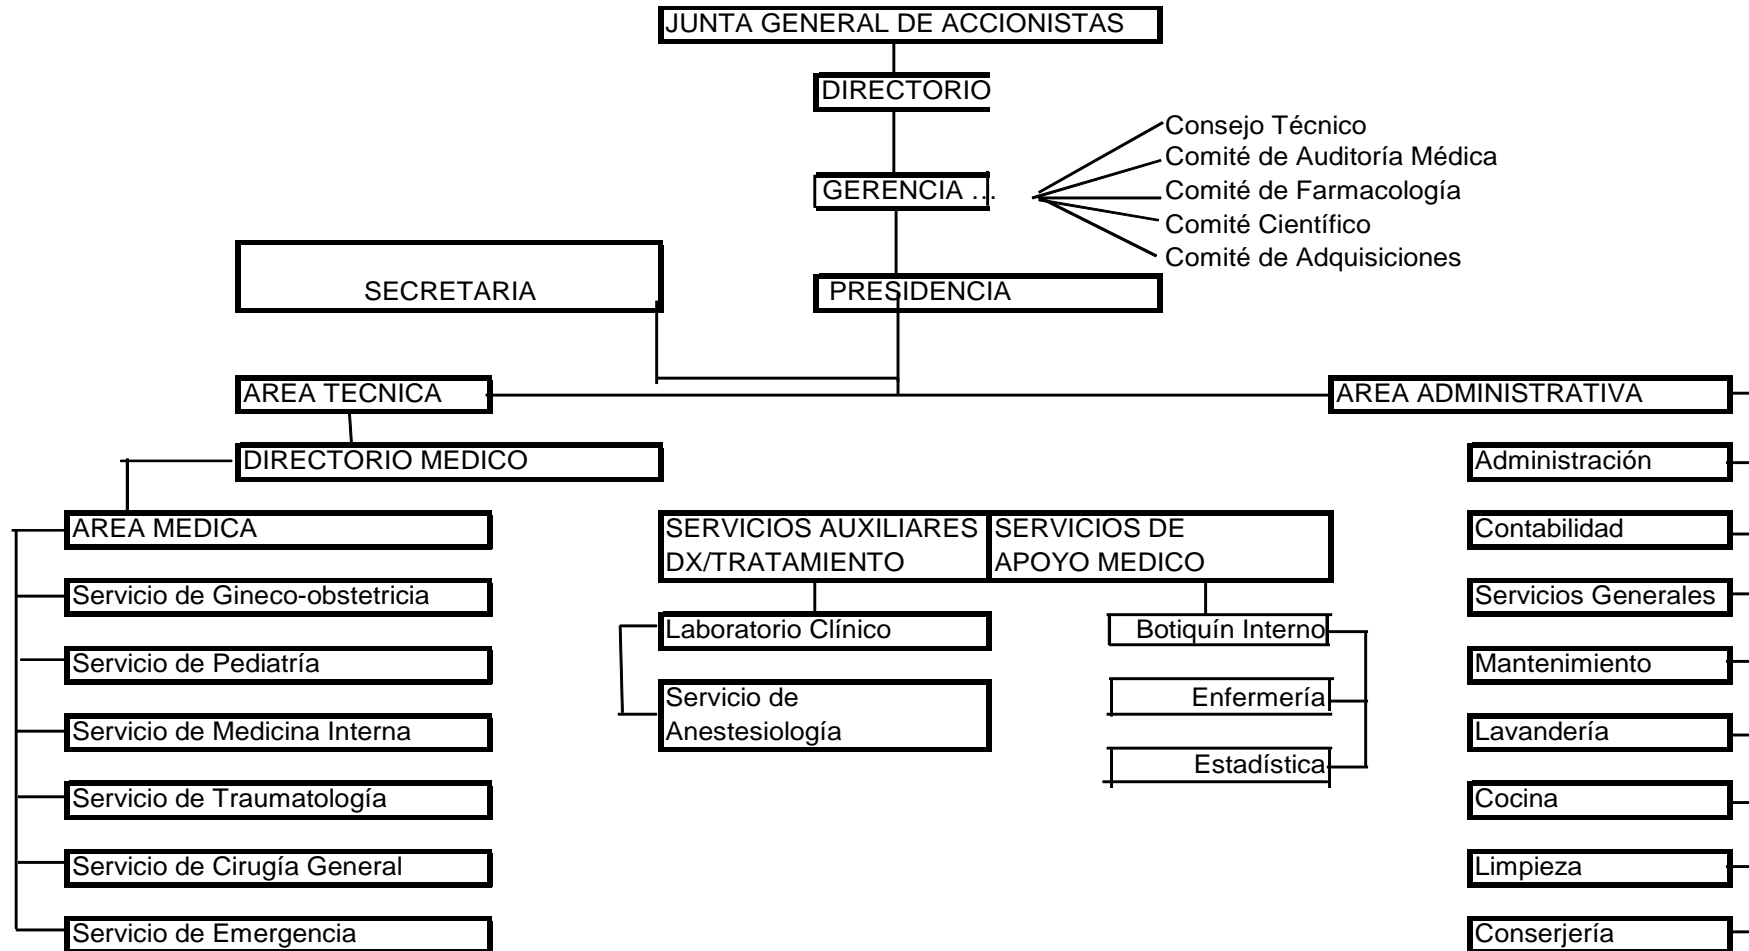 JUNTA GENERAL DE ACCIONISTAS
DIRECTORIO
Consejo Técnico
Comité de Auditoría Médica
GERENCIA …
Comité de Farmacología
Comité Científico
Comité de Adquisiciones
SECRETARIA
PRESIDENCIA
AREA TECNICA
AREA ADMINISTRATIVA
DIRECTORIO MEDICO
AREA MEDICA
Servicio de Gineco-obstetricia
Servicio de Pediatría
Servicio de Medicina Interna
Servicio de Traumatología
Servicio de Cirugía General
Servicio de Emergencia
SERVICIOS AUXILIARES
DX/TRATAMIENTO
Laboratorio Clínico
Servicio de
Anestesiología
SERVICIOS DE
APOYO MEDICO
Botiquín Interno
Enfermería
Estadística
Administración
Contabilidad
Servicios Generales
Mantenimiento
Lavandería
Cocina
Limpieza
Conserjería